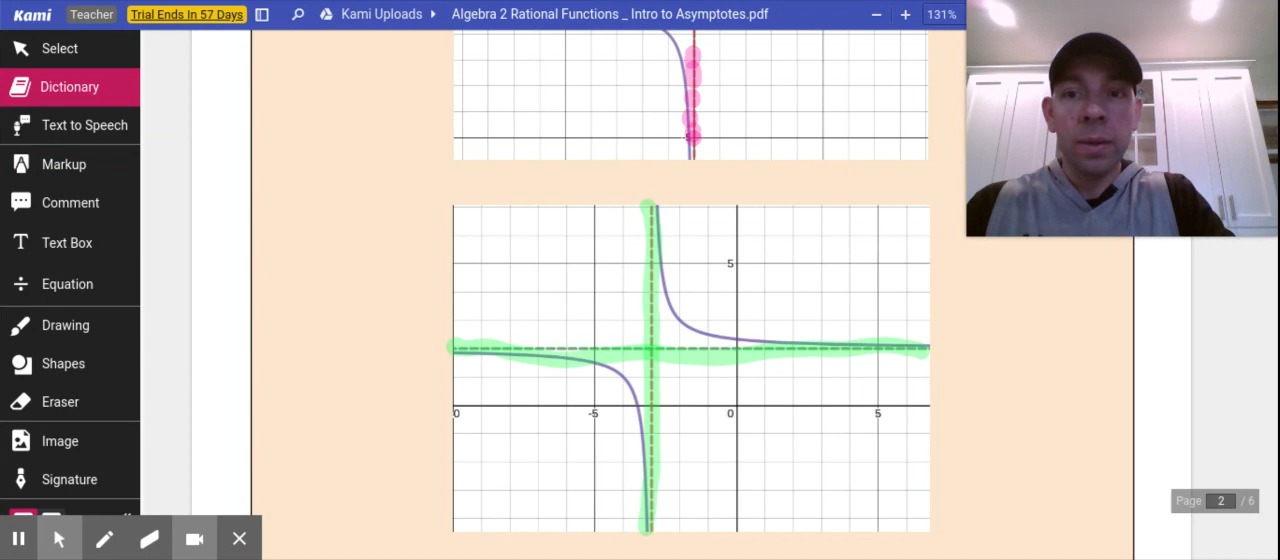 Kami Teacher Trial Ends In 57 Days Kami Uploads Algebra 2 Rational Functions _ Intro to Asymptotes.pdf 131%
Select
Dictionary
Text to Speech
Markup
Comment
Text Box
Equation
Drawing
Shapes
Eraser
Image
Signature
5
0 -5 0 5
Page 2 / 6